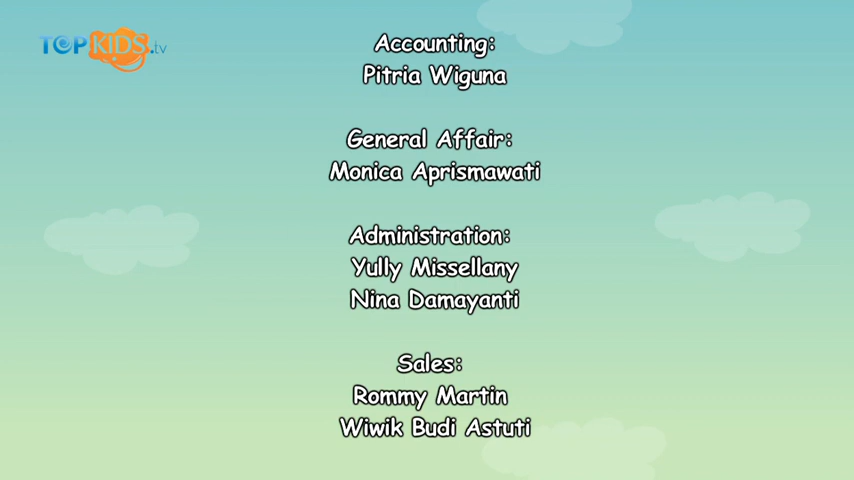 TOPKIDS.tv
Accounting:
Pitria Wiguna
General Affair:
Monica Aprismawati
Administration:
Yully Missellany
Nina Damayanti
Sales:
Rommy Martin
Wiwik Budi Astuti